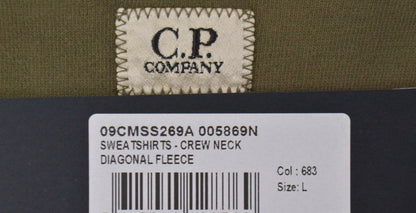 C.P.
COMPANY
09CMSS269A 005869N
SWEATSHIRTS - CREW NECK
DIAGONAL FLEECE
Col : 683
Size: L